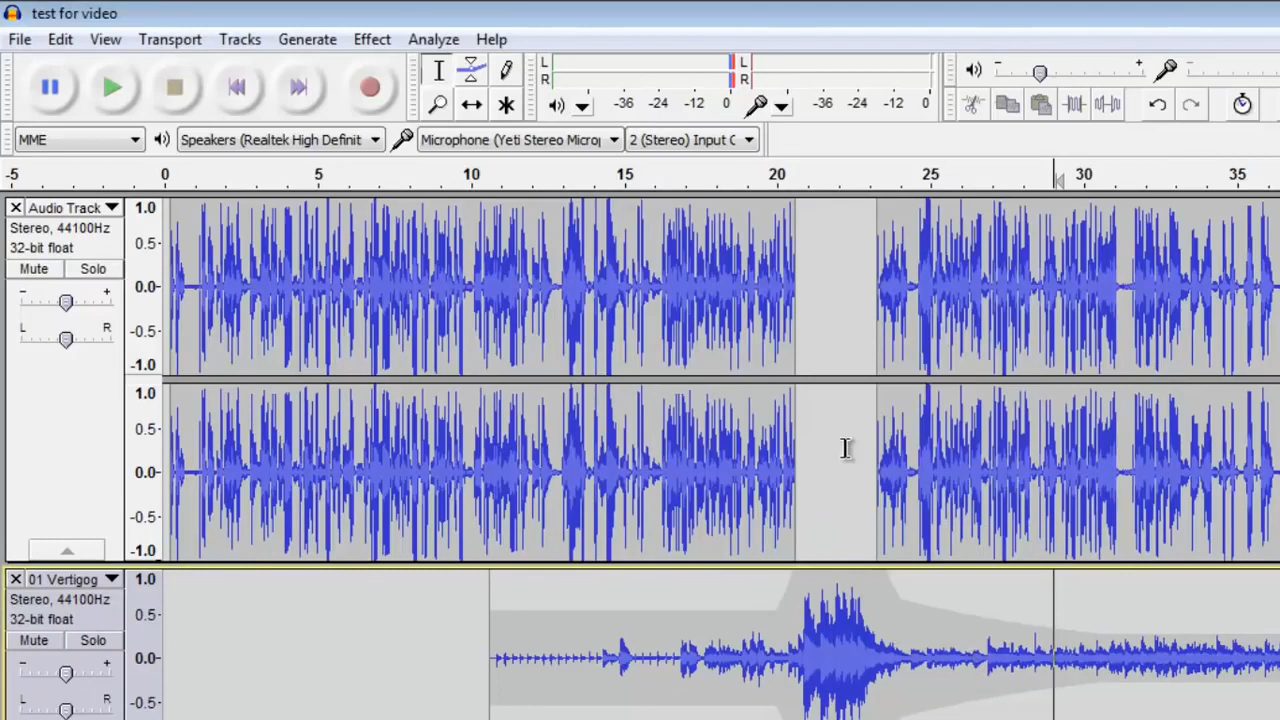 test for video
File Edit View Transport Tracks Generate Effect Analyze Help
L L - +
R R
-36 -24 -12 0 -36 -24 -12 0
MME Speakers (Realtek High Definit Microphone (Yeti Stereo Microp 2 (Stereo) Input C
-5 0 5 10 15 20 25 30 35
Audio Track 1.0
Stereo, 44100Hz
32-bit float 0.5
Mute Solo
- + 0.0
L R -0.5
-1.0
1.0
0.5
0.0
-0.5
-1.0
01 Vertigog 1.0
Stereo, 44100Hz
32-bit float 0.5
Mute Solo
- + 0.0
L R -0.5